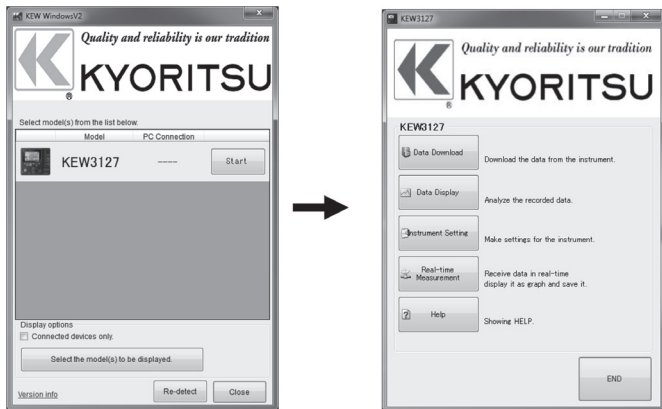 KEW WindowsV2
Quality and reliability is our tradition
KYORITSU
®
Select model(s) from the list below.
Model PC Connection
KEW3127 ---- Start
Display options
Connected devices only.
Select the model(s) to be displayed.
Version info Re-detect Close
KEW3127
Quality and reliability is our tradition
KYORITSU
®
KEW3127
Data Download Download the data from the instrument.
Data Display Analyze the recorded data.
Instrument Setting Make settings for the instrument.
Real-time
Measurement
Receive data in real-time
display it as graph and save it.
Help Showing HELP.
END